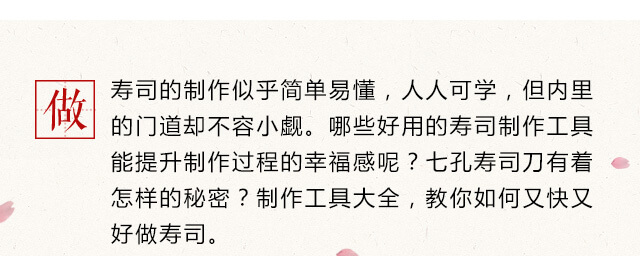 做
寿司的制作似乎简单易懂，人人可学，但内里
的门道却不容小觑。哪些好用的寿司制作工具
能提升制作过程的幸福感呢？七孔寿司刀有着
怎样的秘密？制作工具大全，教你如何又快又
好做寿司。